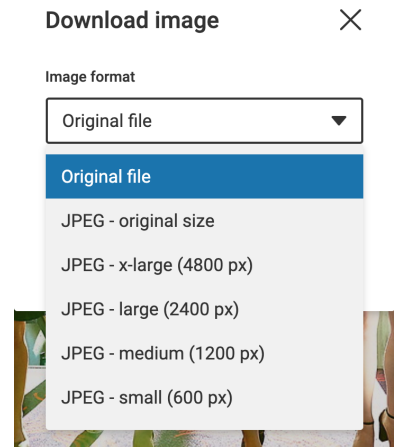 Download image
Image format
Original file
Original file
JPEG - original size
JPEG - x-large (4800 px)
JPEG - large (2400 px)
JPEG - medium (1200 px)
JPEG - small (600 px)